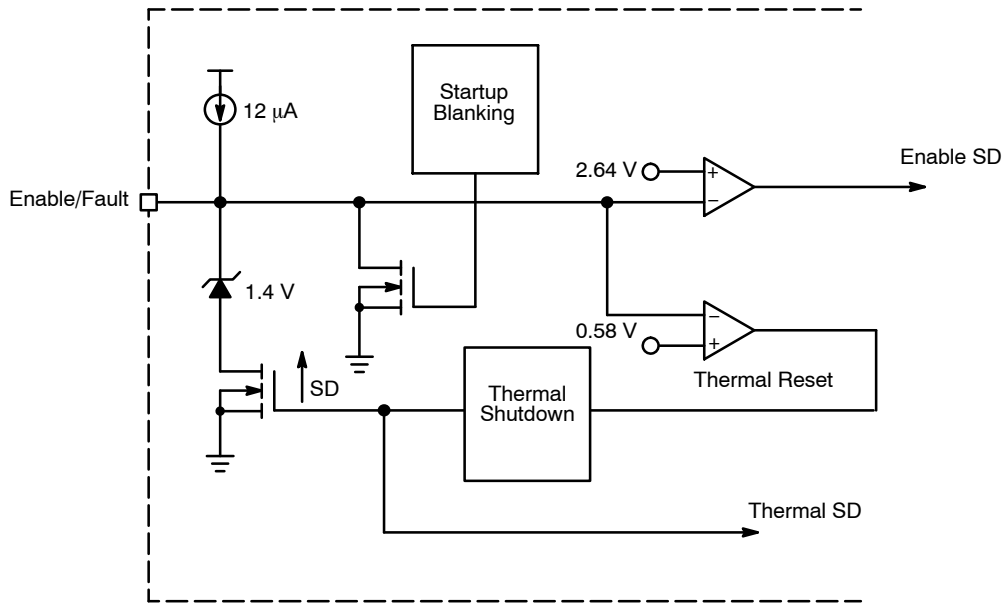 Startup
Blanking
12 μA
2.64 V
+
−
Enable SD
Enable/Fault
1.4 V
−
0.58 V
+
Thermal Reset
SD
Thermal
Shutdown
Thermal SD